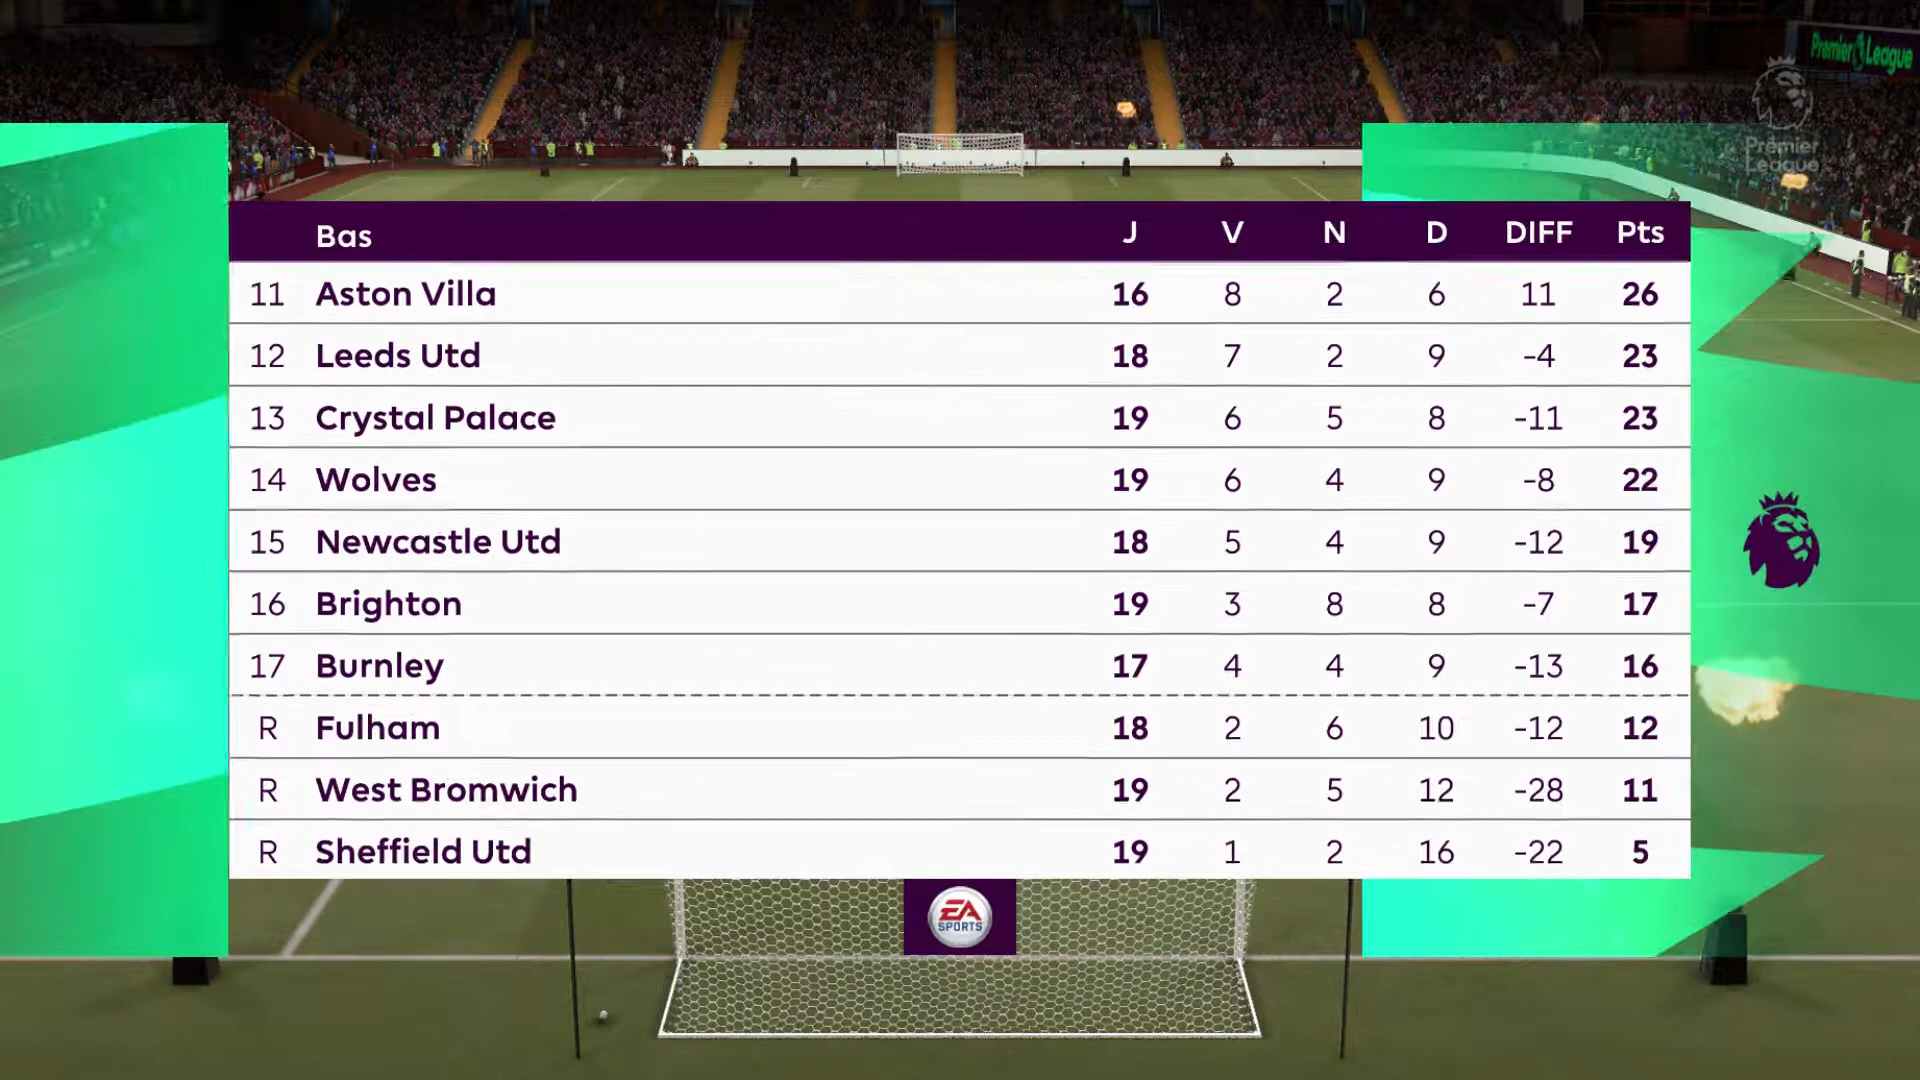 Premier League
Premier
League
Bas J V N D DIFF Pts
11 Aston Villa 16 8 2 6 11 26
12 Leeds Utd 18 7 2 9 -4 23
13 Crystal Palace 19 6 5 8 -11 23
14 Wolves 19 6 4 9 -8 22
15 Newcastle Utd 18 5 4 9 -12 19
16 Brighton 19 3 8 8 -7 17
17 Burnley 17 4 4 9 -13 16
R Fulham 18 2 6 10 -12 12
R West Bromwich 19 2 5 12 -28 11
R Sheffield Utd 19 1 2 16 -22 5
EA
SPORTS